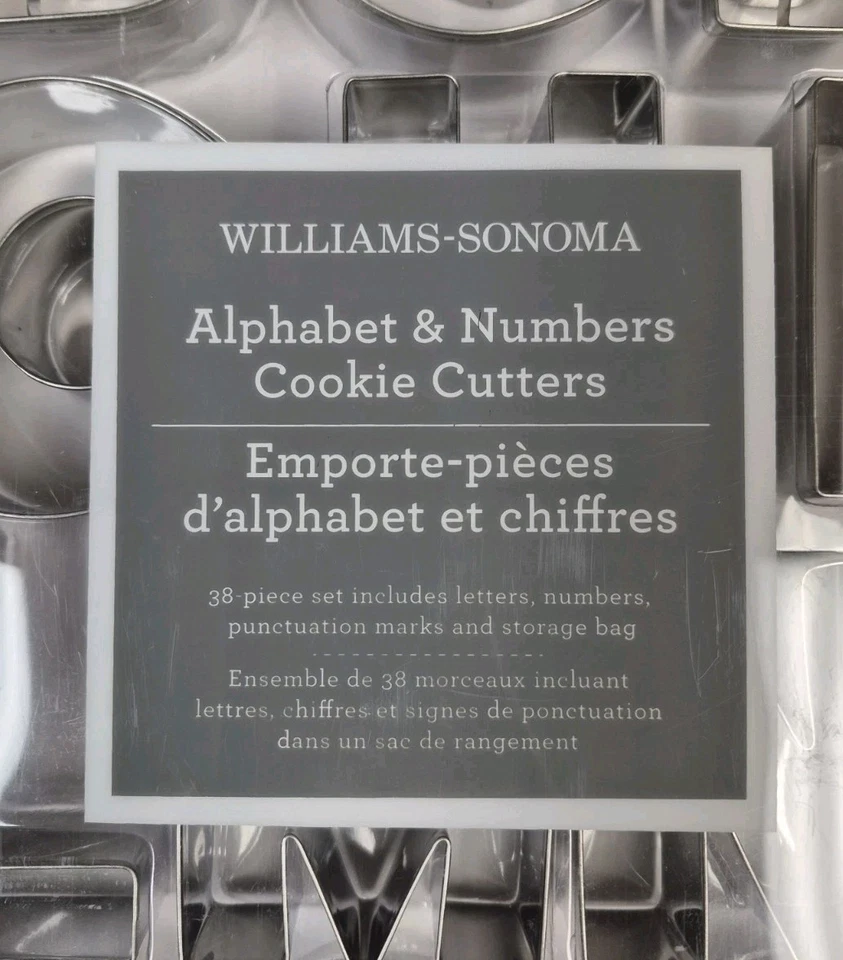 WILLIAMS-SONOMA
Alphabet & Numbers
Cookie Cutters
Emporte-pièces
d'alphabet et chiffres
38-piece set includes letters, numbers,
punctuation marks and storage bag
Ensemble de 38 morceaux incluant
lettres, chiffres et signes de ponctuation
dans un sac de rangement